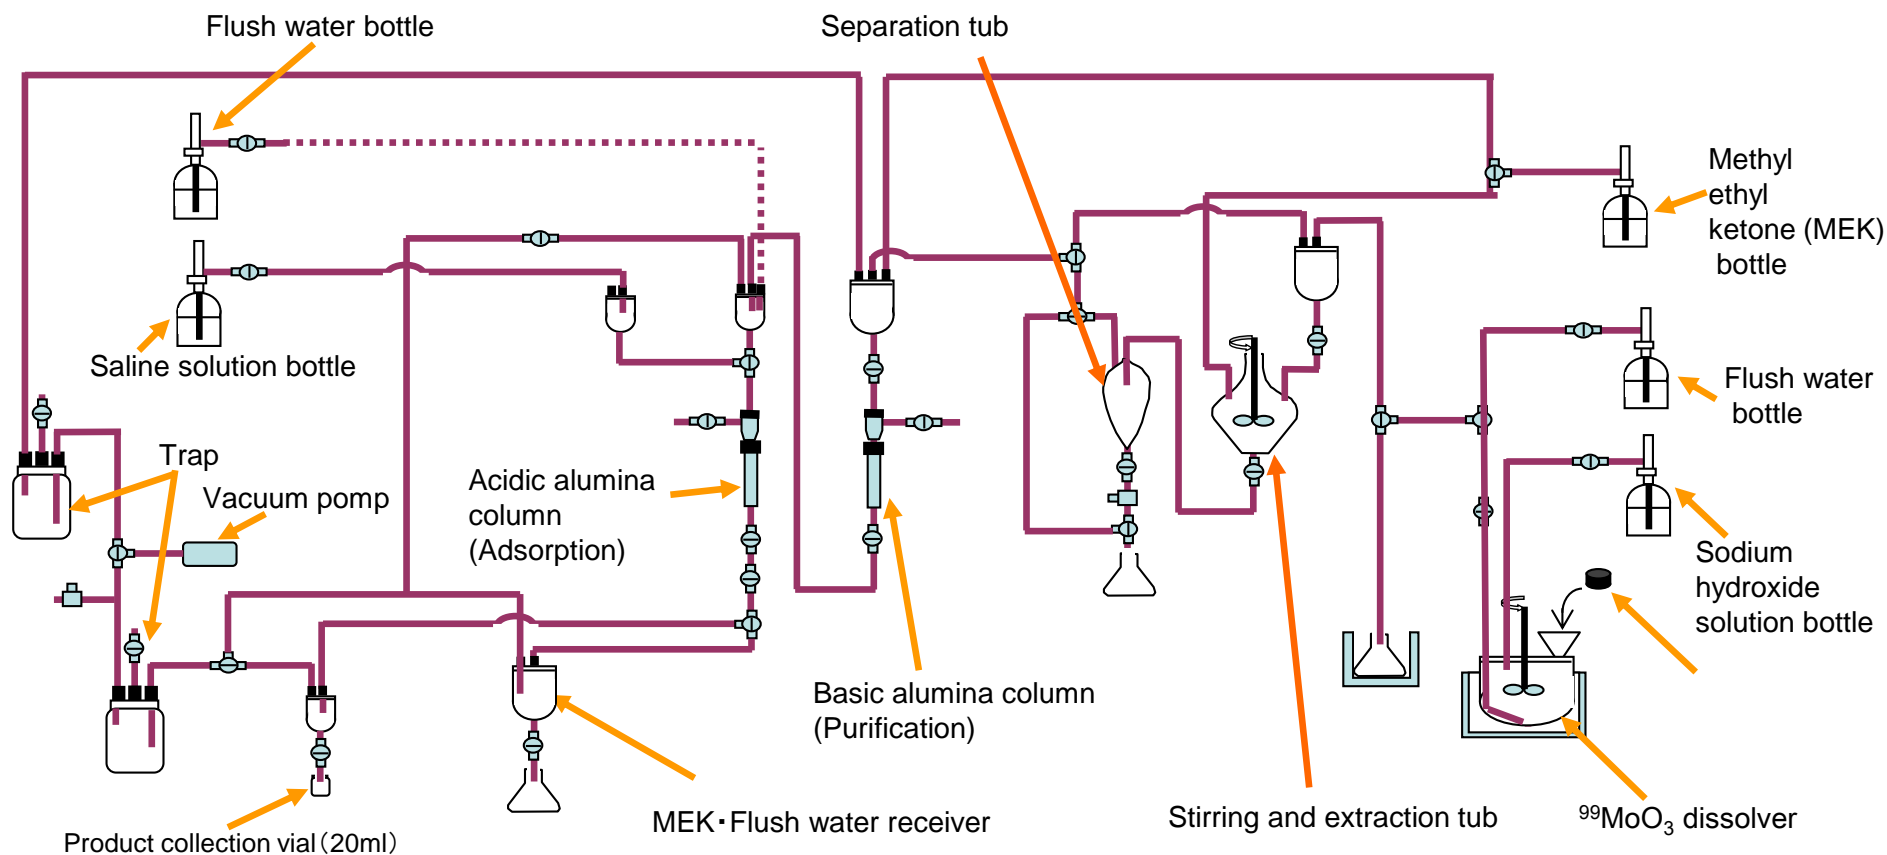 Flush water bottle
Separation tub
Methyl
ethyl
ketone (MEK)
bottle
Saline solution bottle
Flush water
bottle
Trap
Vacuum pomp
Acidic alumina
column
(Adsorption)
Sodium
hydroxide
solution bottle
Basic alumina column
(Purification)
MEK・Flush water receiver
Stirring and extraction tub
⁹⁹MoO₃ dissolver
Product collection vial（20ml）